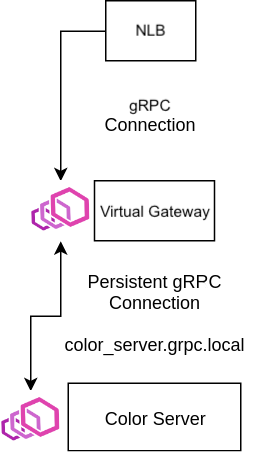 NLB
gRPC
Connection
Virtual Gateway
Persistent gRPC
Connection
color_server.grpc.local
Color Server